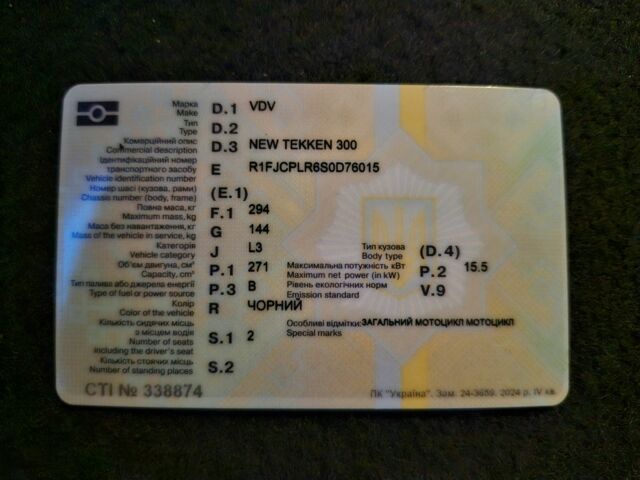 Марка D.1 VDV
Make
Тип D.2
Type
Комерційний опис D.3 NEW TEKKEN 300
Commercial description
Ідентифікаційний номер
транспортного засобу E R1FJCPLR6S0D76015
Vehicle identification number
Номер шасі (кузова, рами) (E.1)
Chassis number (body, frame)
Повна маса, кг F.1 294
Maximum mass, kg
Маса без навантаження, кг G 144
Mass of the vehicle in service, kg
Категорія J L3 Тип кузова (D.4)
Vehicle category Body type
Об'єм двигуна, см³ P.1 271 Максимальна потужність кВт P.2 15.5
Capacity, cm³ Maximum net power (in kW)
Тип палива або джерела енергії P.3 B Рівень екологічних норм V.9
Type of fuel or power source Emission standard
Колір R ЧОРНИЙ
Color of the vehicle
Кількість сидячих місць Особливі відмітки: ЗАГАЛЬНИЙ МОТОЦИКЛ МОТОЦИКЛ
з місцем водія S.1 2 Special marks
Number of seats
including the driver's seat
Кількість стоячих місць S.2
Number of standing places
СТІ № 338874 ПК "Україна". Зам. 24-3659. 2024 р. IV кв.